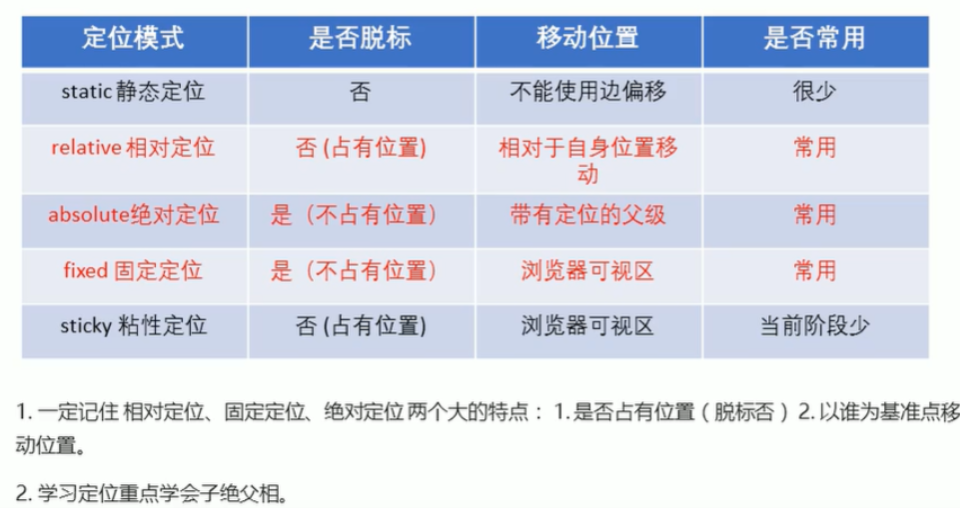 定位模式 是否脱标 移动位置 是否常用
static 静态定位 否 不能使用边偏移 很少
relative 相对定位 否 (占有位置) 相对于自身位置移动 常用
absolute绝对定位 是（不占有位置） 带有定位的父级 常用
fixed 固定定位 是（不占有位置） 浏览器可视区 常用
sticky 粘性定位 否 (占有位置) 浏览器可视区 当前阶段少
1. 一定记住 相对定位、固定定位、绝对定位 两个大的特点： 1. 是否占有位置（脱标否） 2. 以谁为基准点移
动位置。
2. 学习定位重点学会子绝父相。